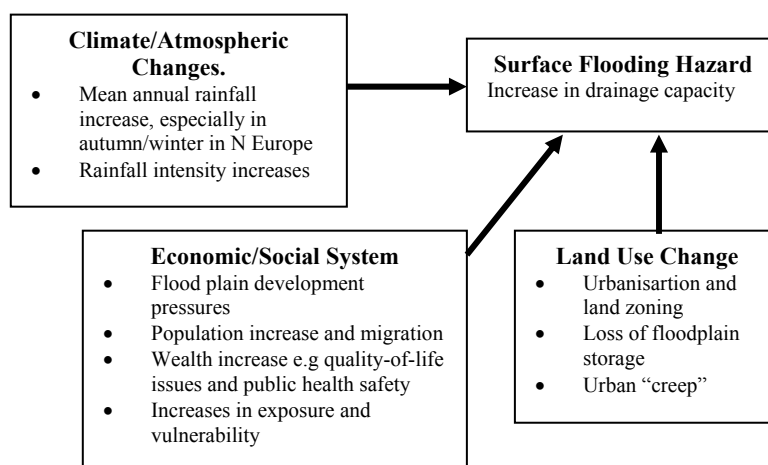 Climate/Atmospheric
Changes.
• Mean annual rainfall
increase, especially in
autumn/winter in N Europe
• Rainfall intensity increases
Surface Flooding Hazard
Increase in drainage capacity
Economic/Social System
• Flood plain development
pressures
• Population increase and migration
• Wealth increase e.g quality-of-life
issues and public health safety
• Increases in exposure and
vulnerability
Land Use Change
• Urbanisartion and
land zoning
• Loss of floodplain
storage
• Urban “creep”